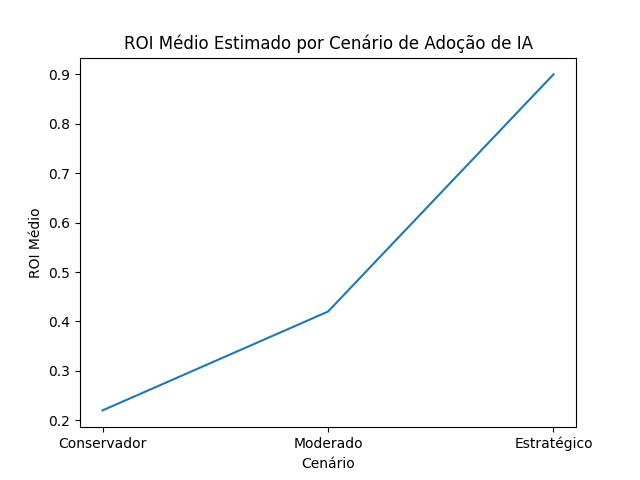 ROI Médio Estimado por Cenário de Adoção de IA
0.9
0.8
0.7
0.6
0.5
0.4
0.3
0.2
ROI Médio
Conservador
Moderado
Estratégico
Cenário